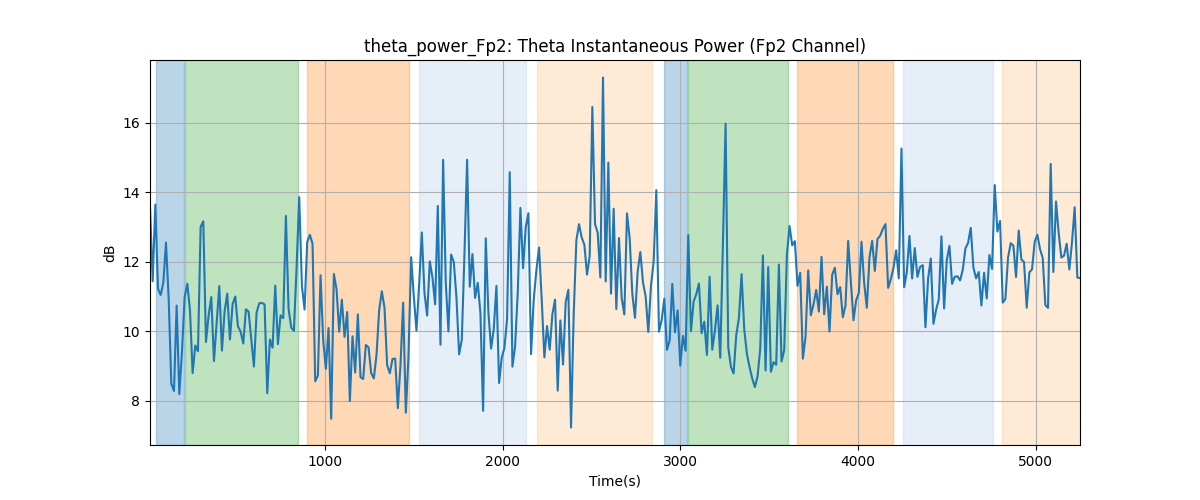 theta_power_Fp2: Theta Instantaneous Power (Fp2 Channel)
dB
16
14
12
10
8
1000 2000 3000 4000 5000
Time(s)